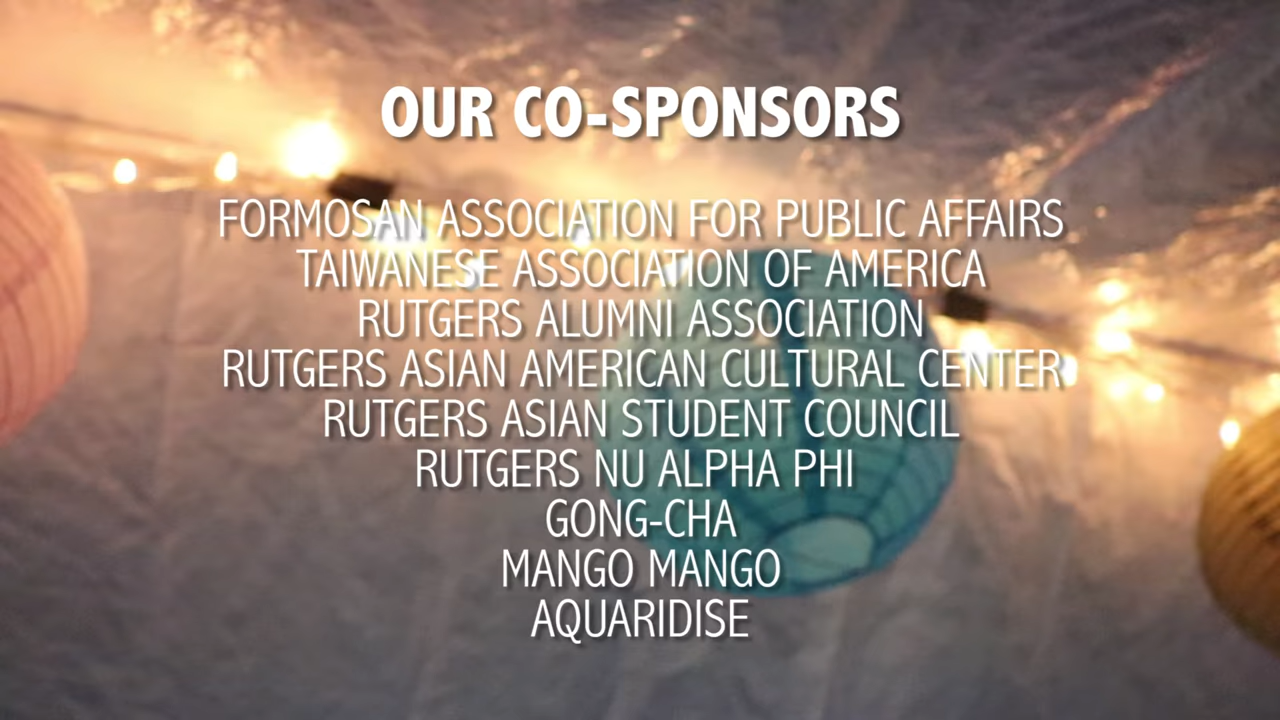 OUR CO-SPONSORS
FORMOSAN ASSOCIATION FOR PUBLIC AFFAIRS
TAIWANESE ASSOCIATION OF AMERICA
RUTGERS ALUMNI ASSOCIATION
RUTGERS ASIAN AMERICAN CULTURAL CENTER
RUTGERS ASIAN STUDENT COUNCIL
RUTGERS NU ALPHA PHI
GONG-CHA
MANGO MANGO
AQUARIDISE